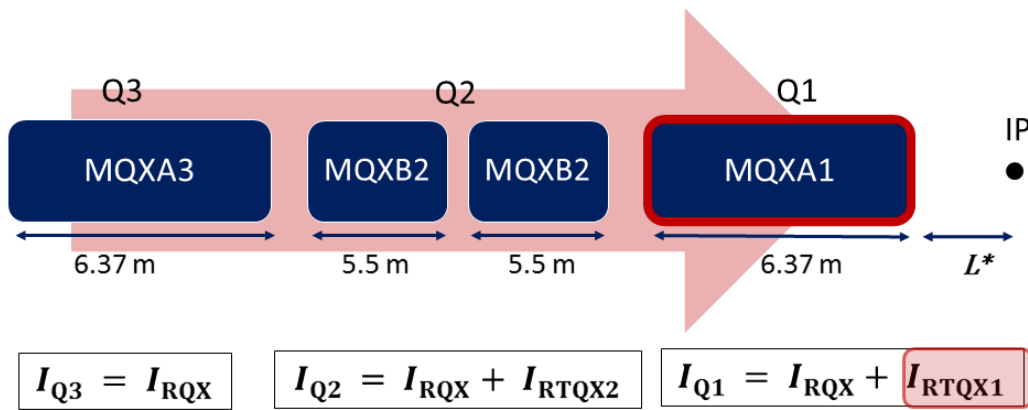 Q3 Q2 Q1
IP
MQXA3 MQXB2 MQXB2 MQXA1
6.37 m 5.5 m 5.5 m 6.37 m L*
I_Q3 = I_RQX I_Q2 = I_RQX + I_RTQX2 I_Q1 = I_RQX + I_RTQX1